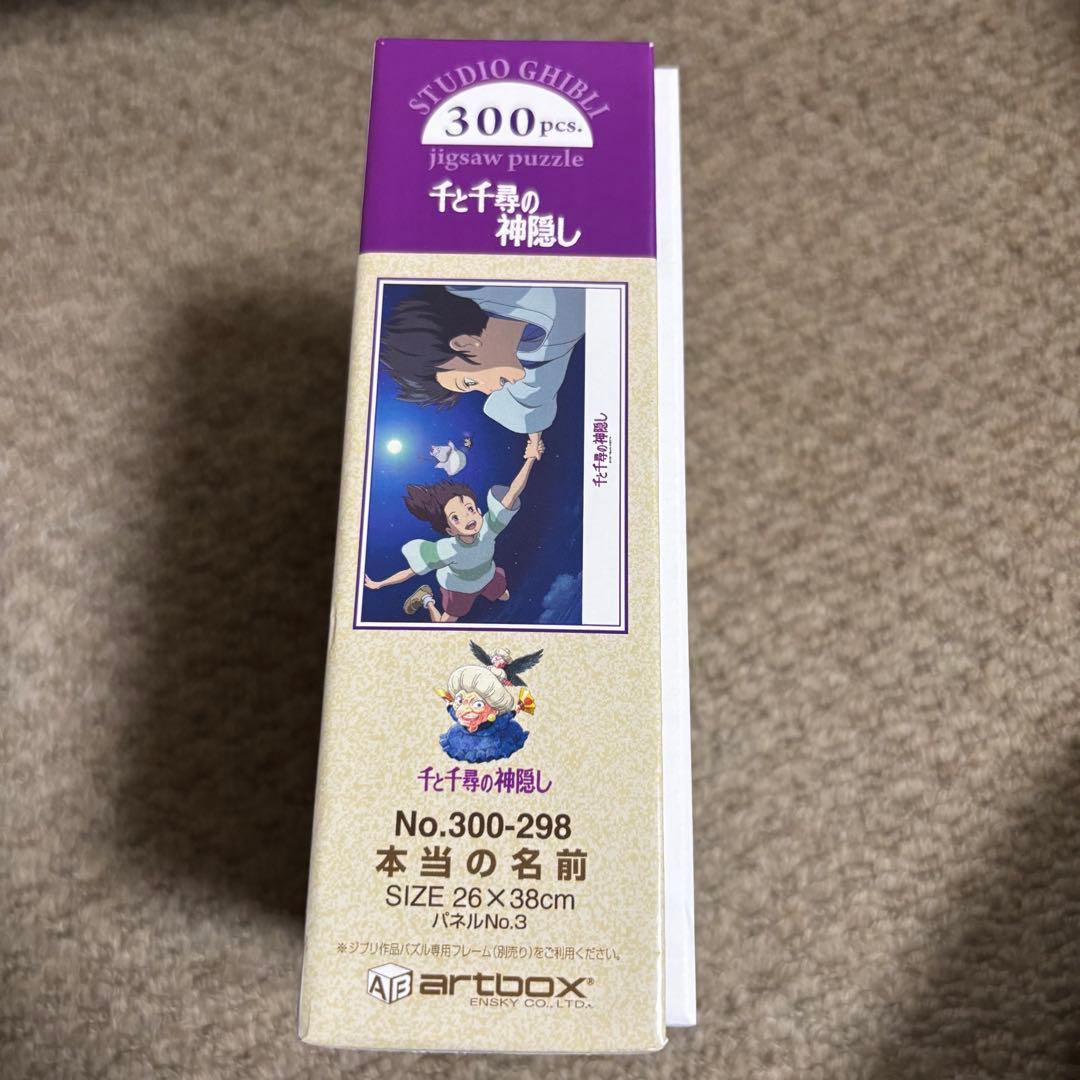 STUDIO GHIBLI
300pcs.
jigsaw puzzle
千と千尋の
神隠し
千と千尋の神隠し
千と千尋の神隠し
No.300-298
本当の名前
SIZE 26×38cm
パネルNo.3
※ジブリ作品パズル専用フレーム(別売り)をご利用ください。
AB artbox®
ENSKY CO.,LTD.